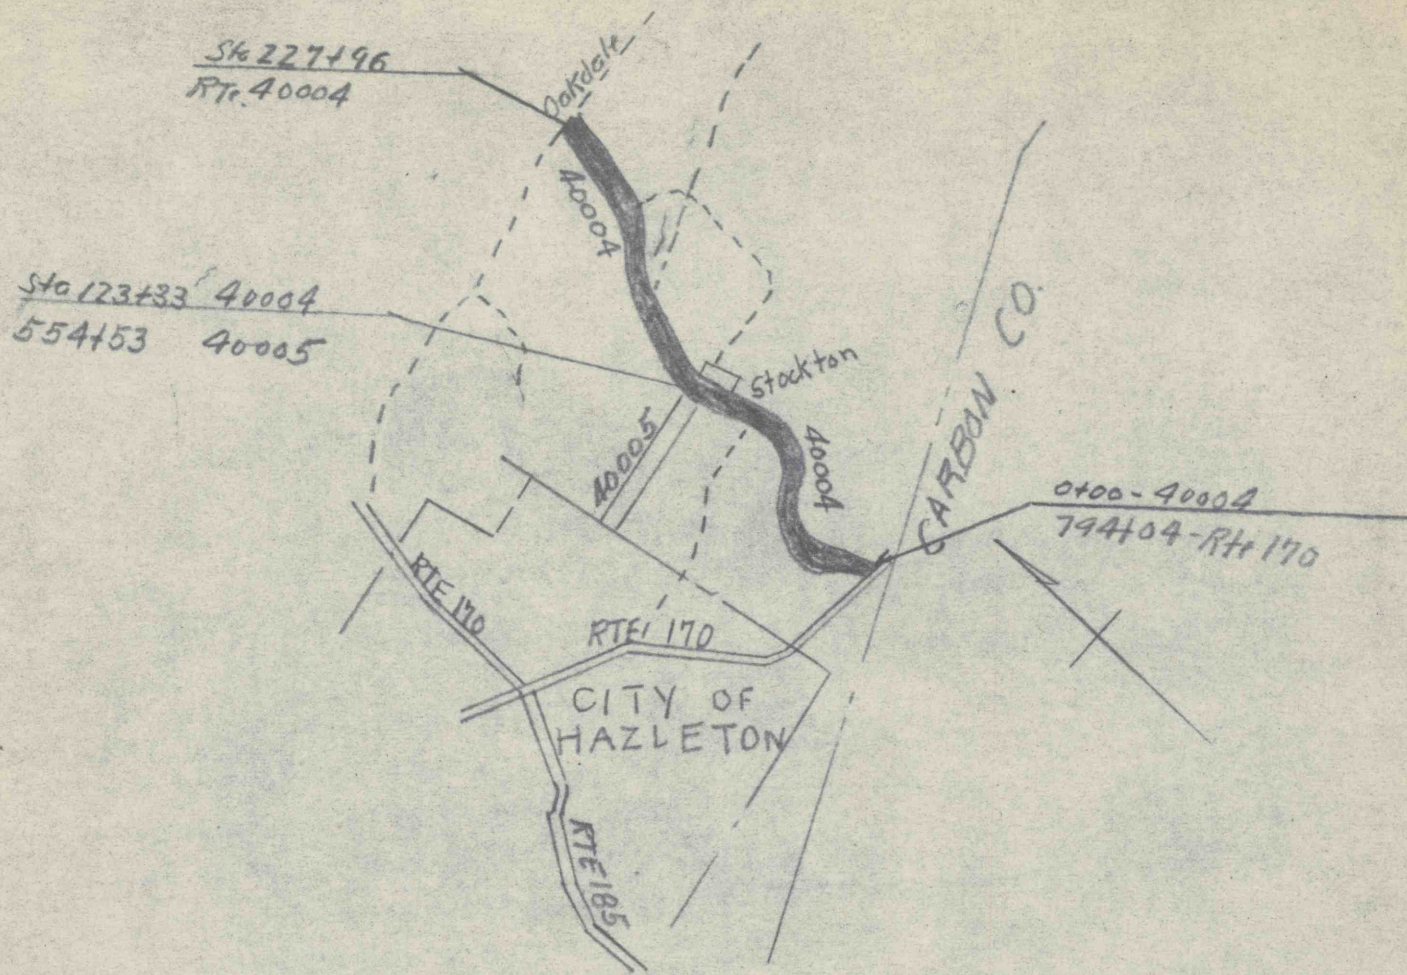 Sta 227+96
RTe. 40004
Oakdale
40004
Sta 123+33 40004
554+53 40005
Stockton
40005
40004
CARBON CO.
0+00 - 40004
794+04 - Rte 170
RTE 170
RTE 170
CITY OF
HAZLETON
RTE 185